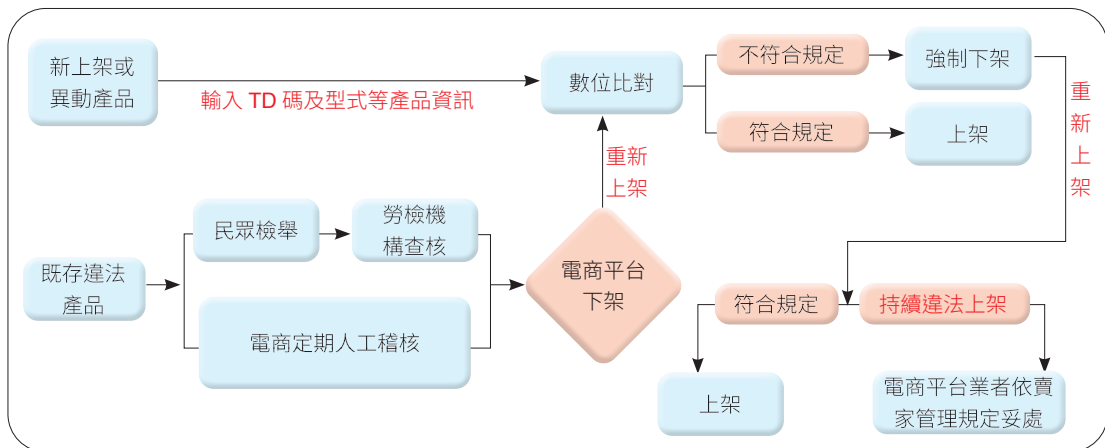 新上架或
異動產品
輸入 TD 碼及型式等產品資訊
數位比對
不符合規定
強制下架
符合規定
上架
重
新
上
架
重新
上架
民眾檢舉
勞檢機
構查核
既存違法
產品
電商定期人工稽核
電商平台
下架
符合規定
持續違法上架
上架
電商平台業者依賣
家管理規定妥處